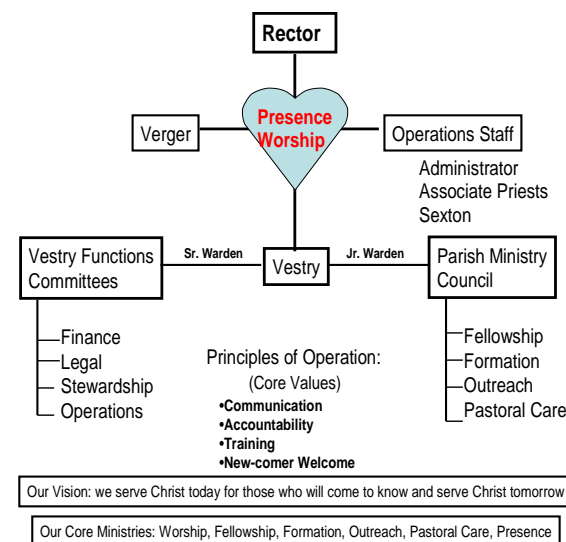 Rector
Presence
Worship
Verger
Operations Staff
Administrator
Associate Priests
Sexton
Vestry Functions
Committees
Sr. Warden
Vestry
Jr. Warden
Parish Ministry
Council
Finance
Legal
Stewardship
Operations
Principles of Operation:
(Core Values)
•Communication
•Accountability
•Training
•New-comer Welcome
Fellowship
Formation
Outreach
Pastoral Care
Our Vision: we serve Christ today for those who will come to know and serve Christ tomorrow
Our Core Ministries: Worship, Fellowship, Formation, Outreach, Pastoral Care, Presence